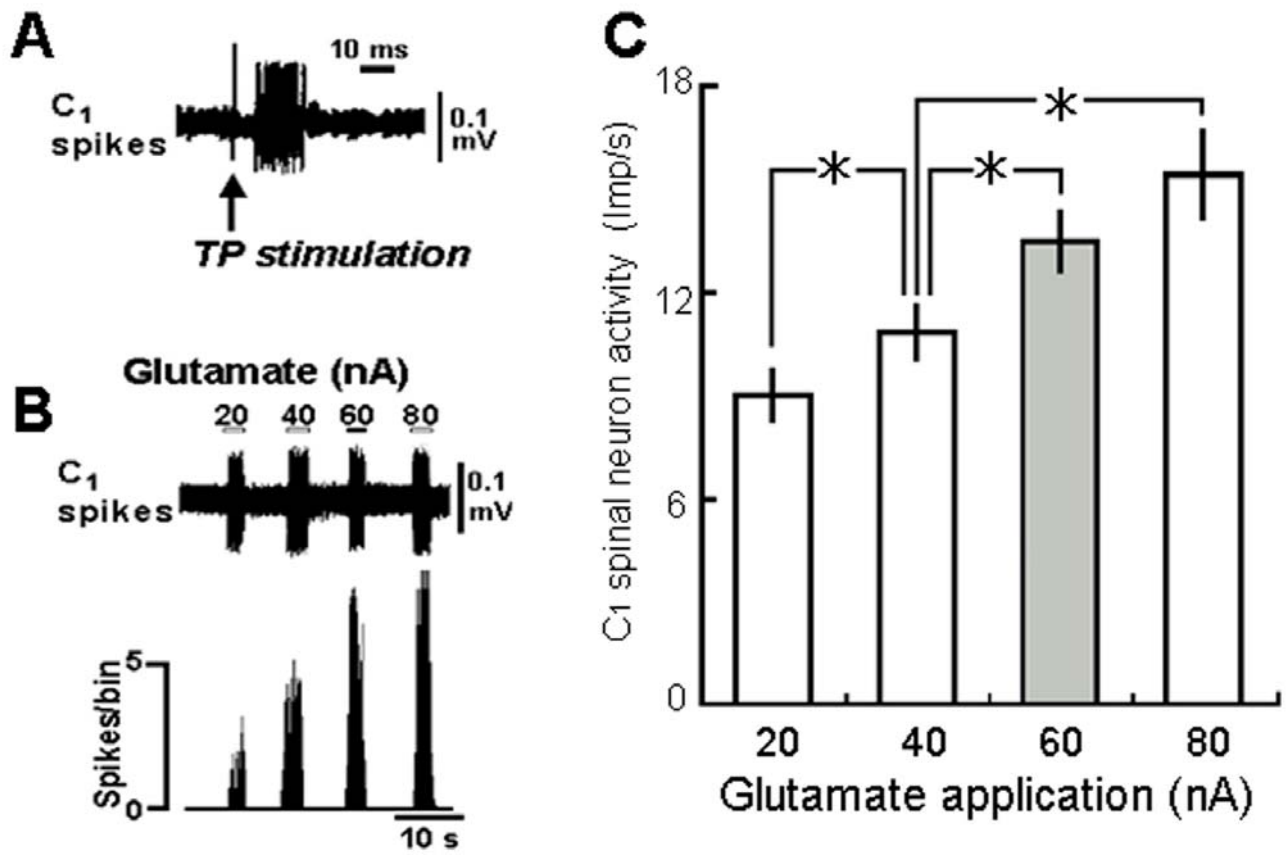 A
10 ms
C1
spikes
0.1
mV
TP stimulation
B
Glutamate (nA)
20 40 60 80
C1
spikes
0.1
mV
Spikes/bin
5
0
10 s
C
C1 spinal neuron activity (Imp/s)
18
12
6
0
* * *
20 40 60 80
Glutamate application (nA)